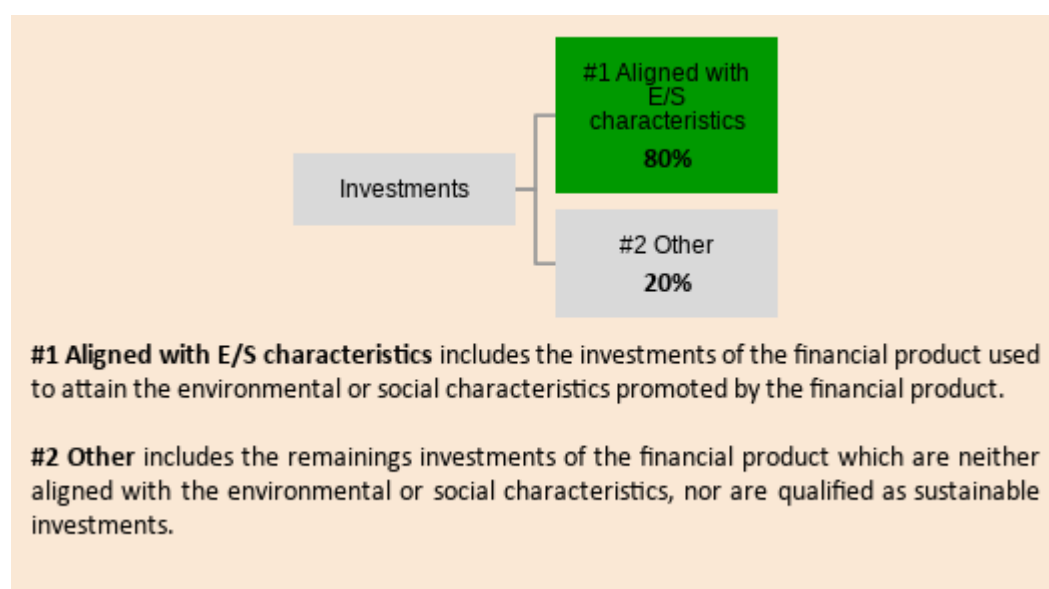 #1 Aligned with
E/S
characteristics
80%
Investments
#2 Other
20%
#1 Aligned with E/S characteristics includes the investments of the financial product used
to attain the environmental or social characteristics promoted by the financial product.
#2 Other includes the remainings investments of the financial product which are neither
aligned with the environmental or social characteristics, nor are qualified as sustainable
investments.